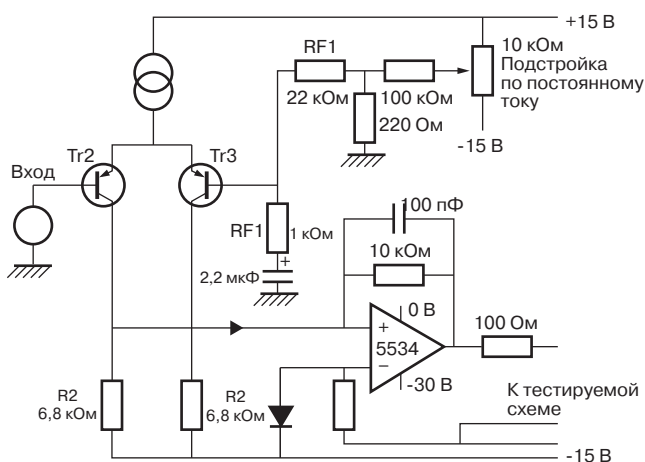 +15 В
RF1
10 кОм
Подстройка
по постоянному
току
22 кОм
100 кОм
220 Ом
-15 В
Tr2
Tr3
Вход
100 пФ
RF1
1 кОм
+
10 кОм
2,2 мкФ
0 В
+
5534
100 Ом
−
-30 В
R2
6,8 кОм
R2
6,8 кОм
К тестируемой
схеме
-15 В